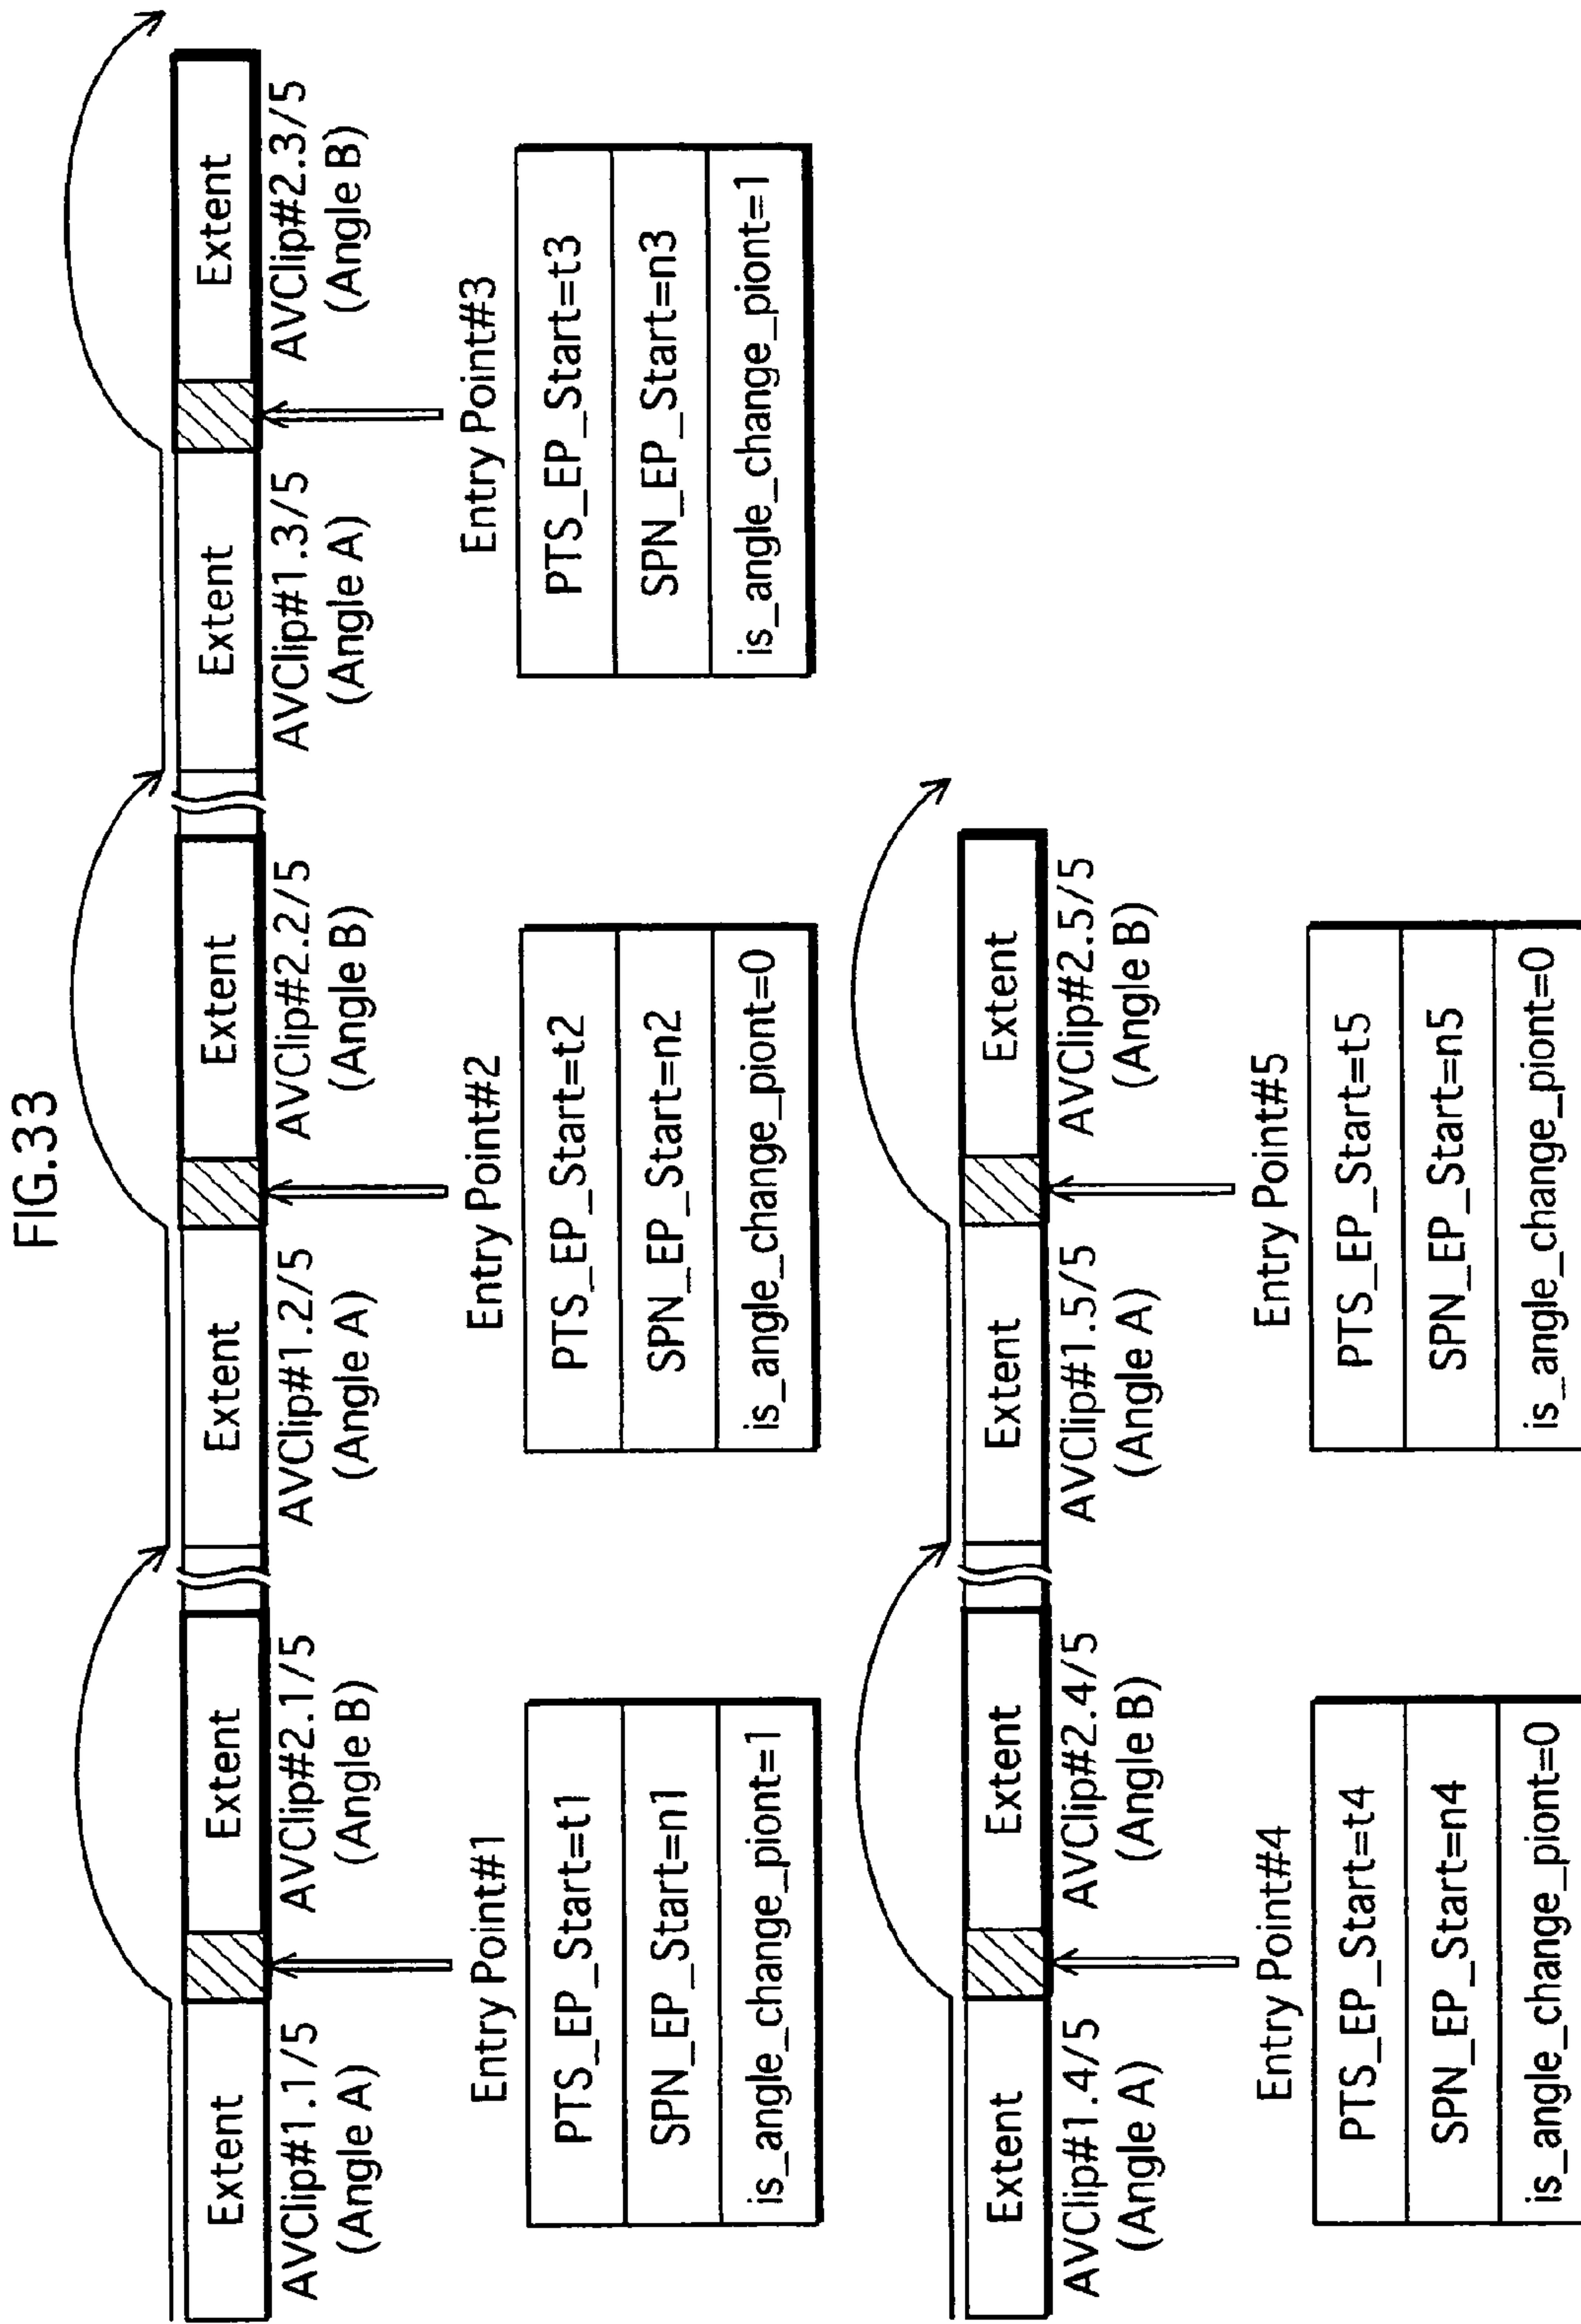 FIG.33
Extent
Extent
Extent
Extent
Extent
Extent
AVClip#1.1/5
(Angle A)
AVClip#2.1/5
(Angle B)
AVClip#1.2/5
(Angle A)
AVClip#2.2/5
(Angle B)
AVClip#1.3/5
(Angle A)
AVClip#2.3/5
(Angle B)
Entry Point#1
PTS_EP_Start=t1
SPN_EP_Start=n1
is_angle_change_piont=1
Entry Point#2
PTS_EP_Start=t2
SPN_EP_Start=n2
is_angle_change_piont=0
Entry Point#3
PTS_EP_Start=t3
SPN_EP_Start=n3
is_angle_change_piont=1
Extent
Extent
Extent
Extent
AVClip#1.4/5
(Angle A)
AVClip#2.4/5
(Angle B)
AVClip#1.5/5
(Angle A)
AVClip#2.5/5
(Angle B)
Entry Point#4
PTS_EP_Start=t4
SPN_EP_Start=n4
is_angle_change_piont=0
Entry Point#5
PTS_EP_Start=t5
SPN_EP_Start=n5
is_angle_change_piont=0